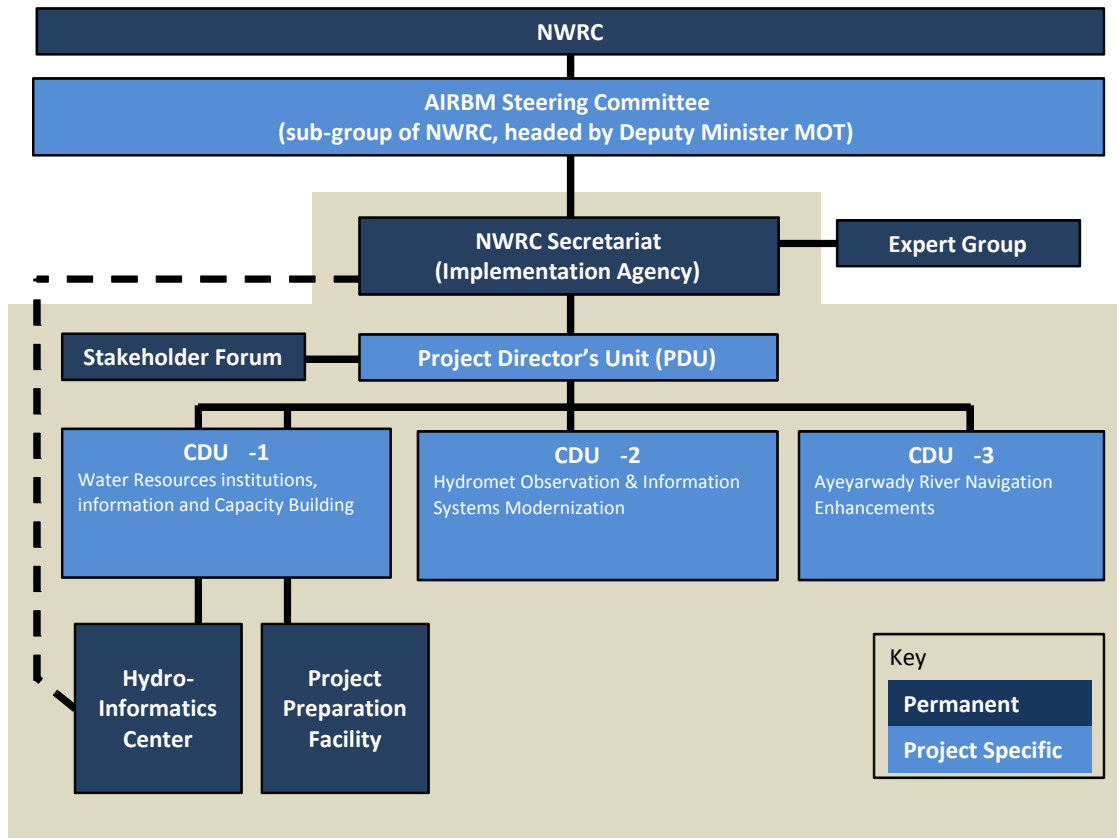 NWRC
AIRBM Steering Committee
(sub-group of NWRC, headed by Deputy Minister MOT)
NWRC Secretariat
(Implementation Agency)
Expert Group
Stakeholder Forum
Project Director’s Unit (PDU)
CDU -1
Water Resources institutions,
information and Capacity Building
CDU -2
Hydromet Observation & Information
Systems Modernization
CDU -3
Ayeyarwady River Navigation
Enhancements
Hydro-
Informatics
Center
Project
Preparation
Facility
Key
Permanent
Project Specific